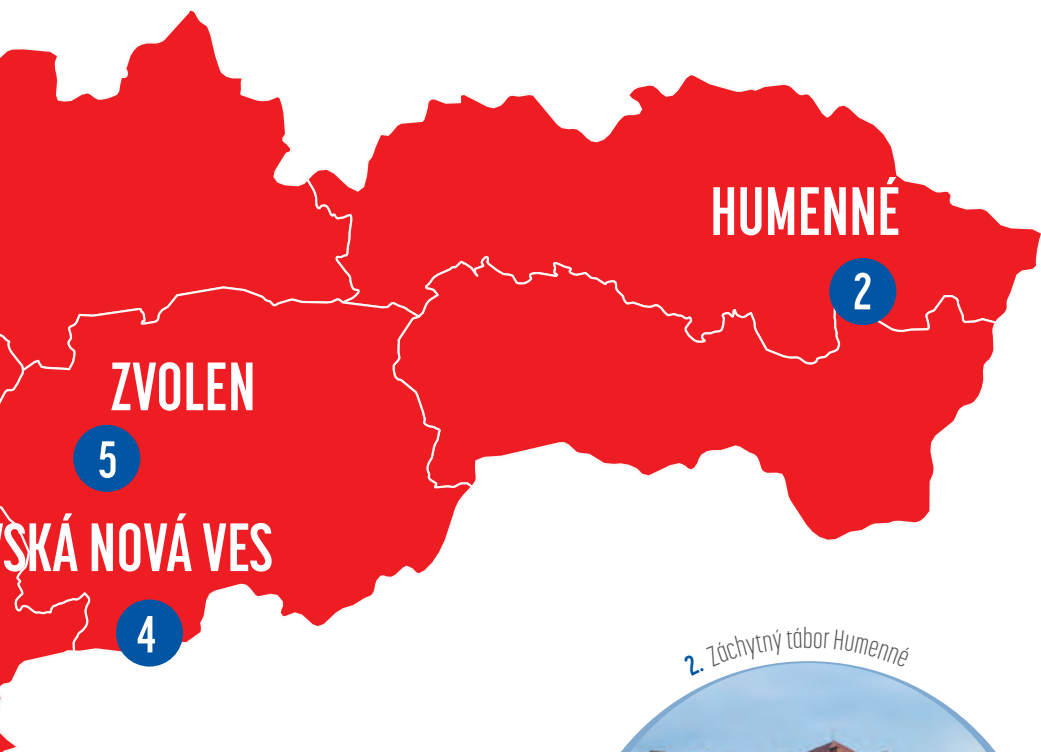 HUMENNÉ
2
ZVOLEN
5
SKÁ NOVÁ VES
4
2. Záchytný tábor Humenné